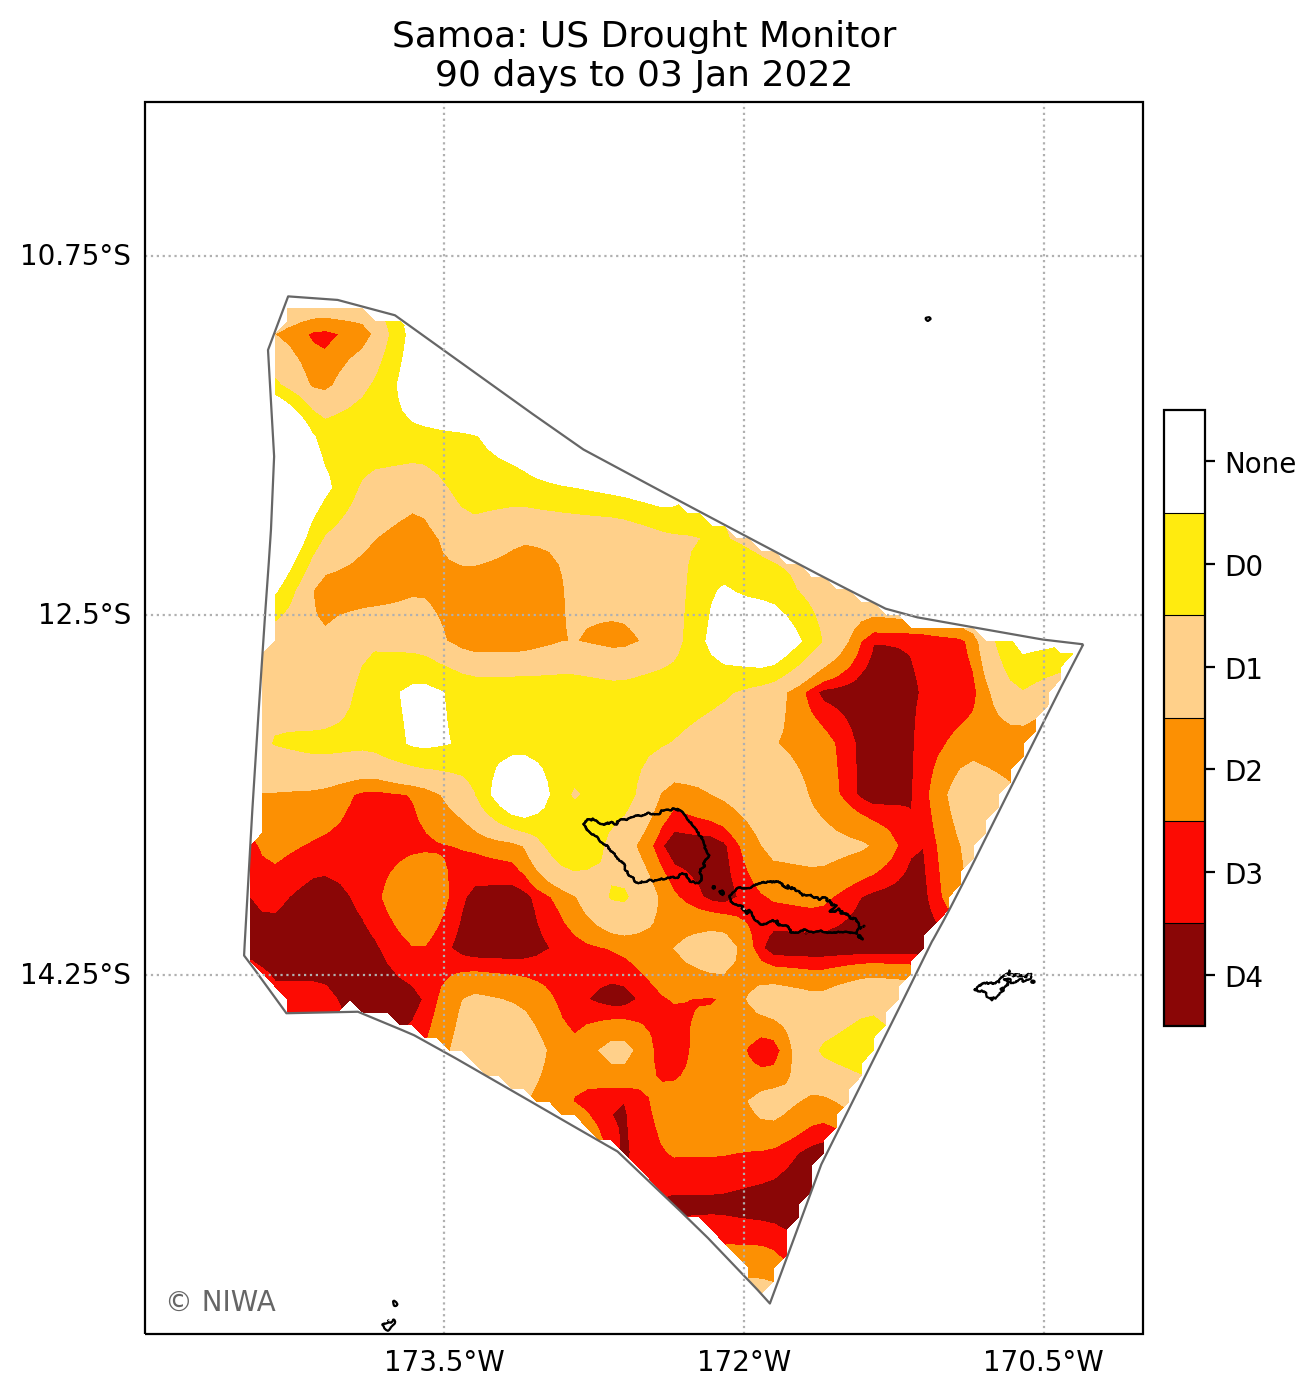 Samoa: US Drought Monitor
90 days to 03 Jan 2022
10.75°S
12.5°S
14.25°S
173.5°W
172°W
170.5°W
None
D0
D1
D2
D3
D4
© NIWA